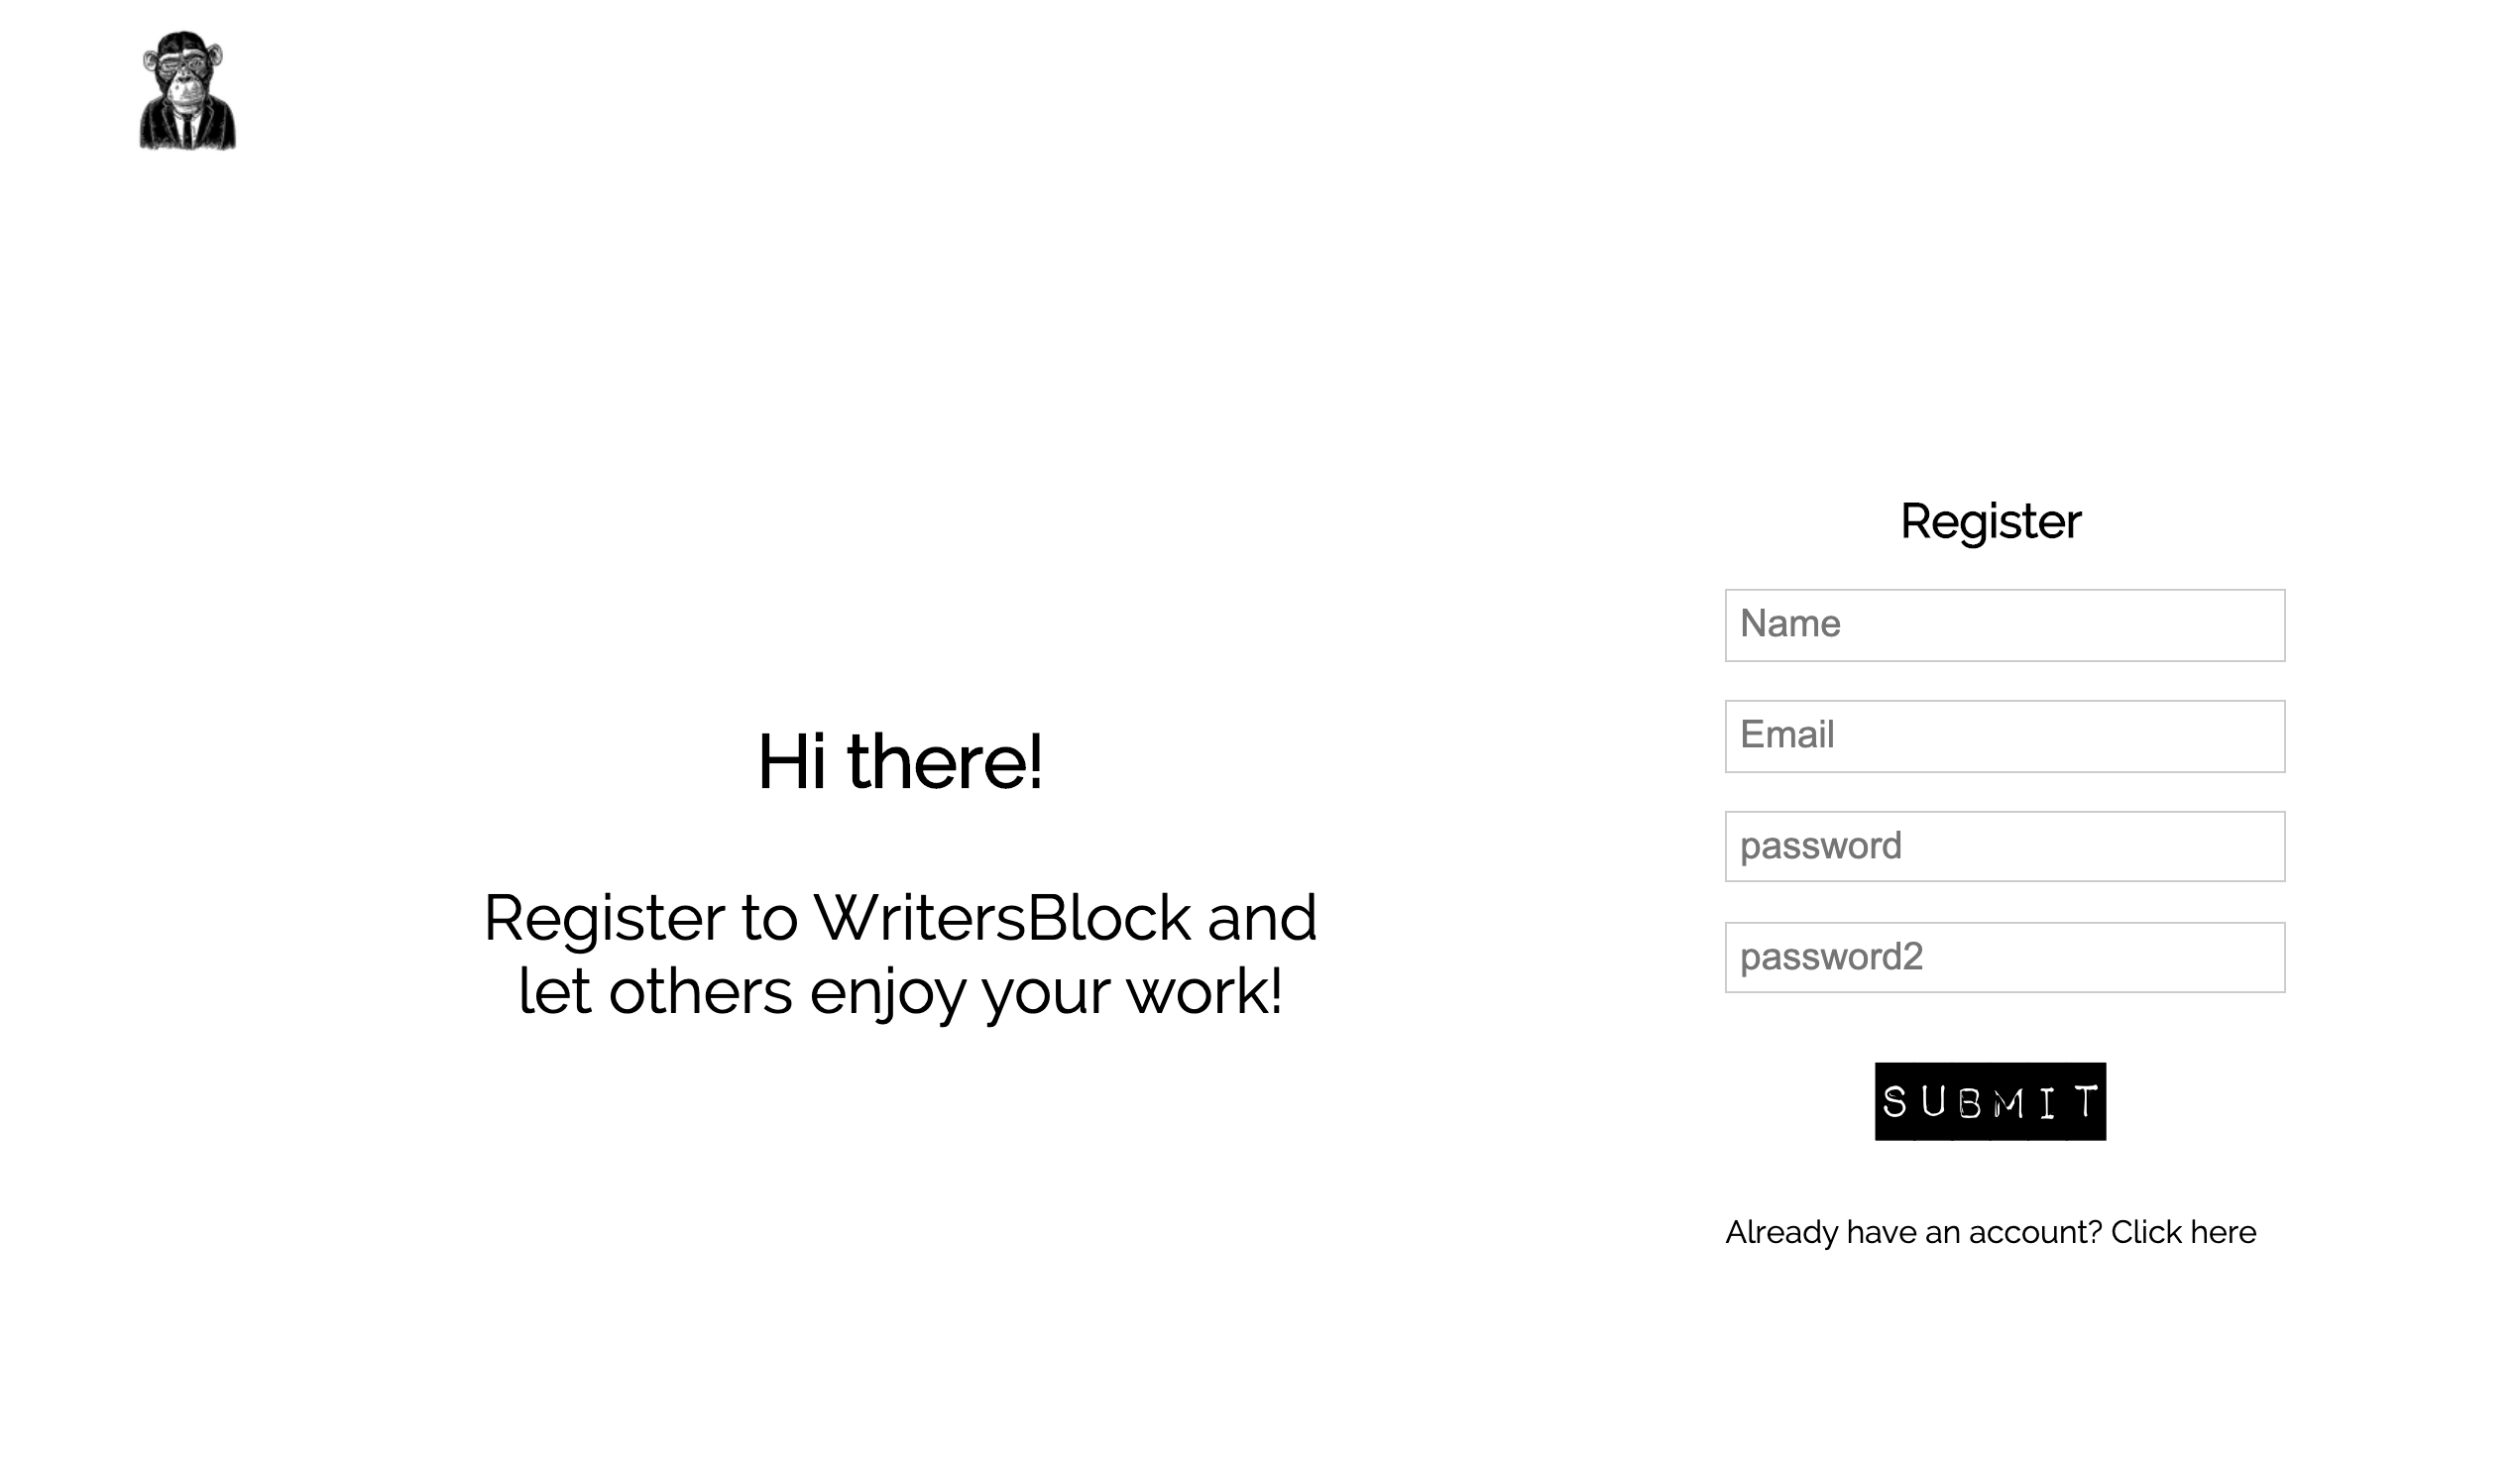 Hi there!
Register to WritersBlock and
let others enjoy your work!
Register
Name
Email
password
password2
SUBMIT
Already have an account? Click here